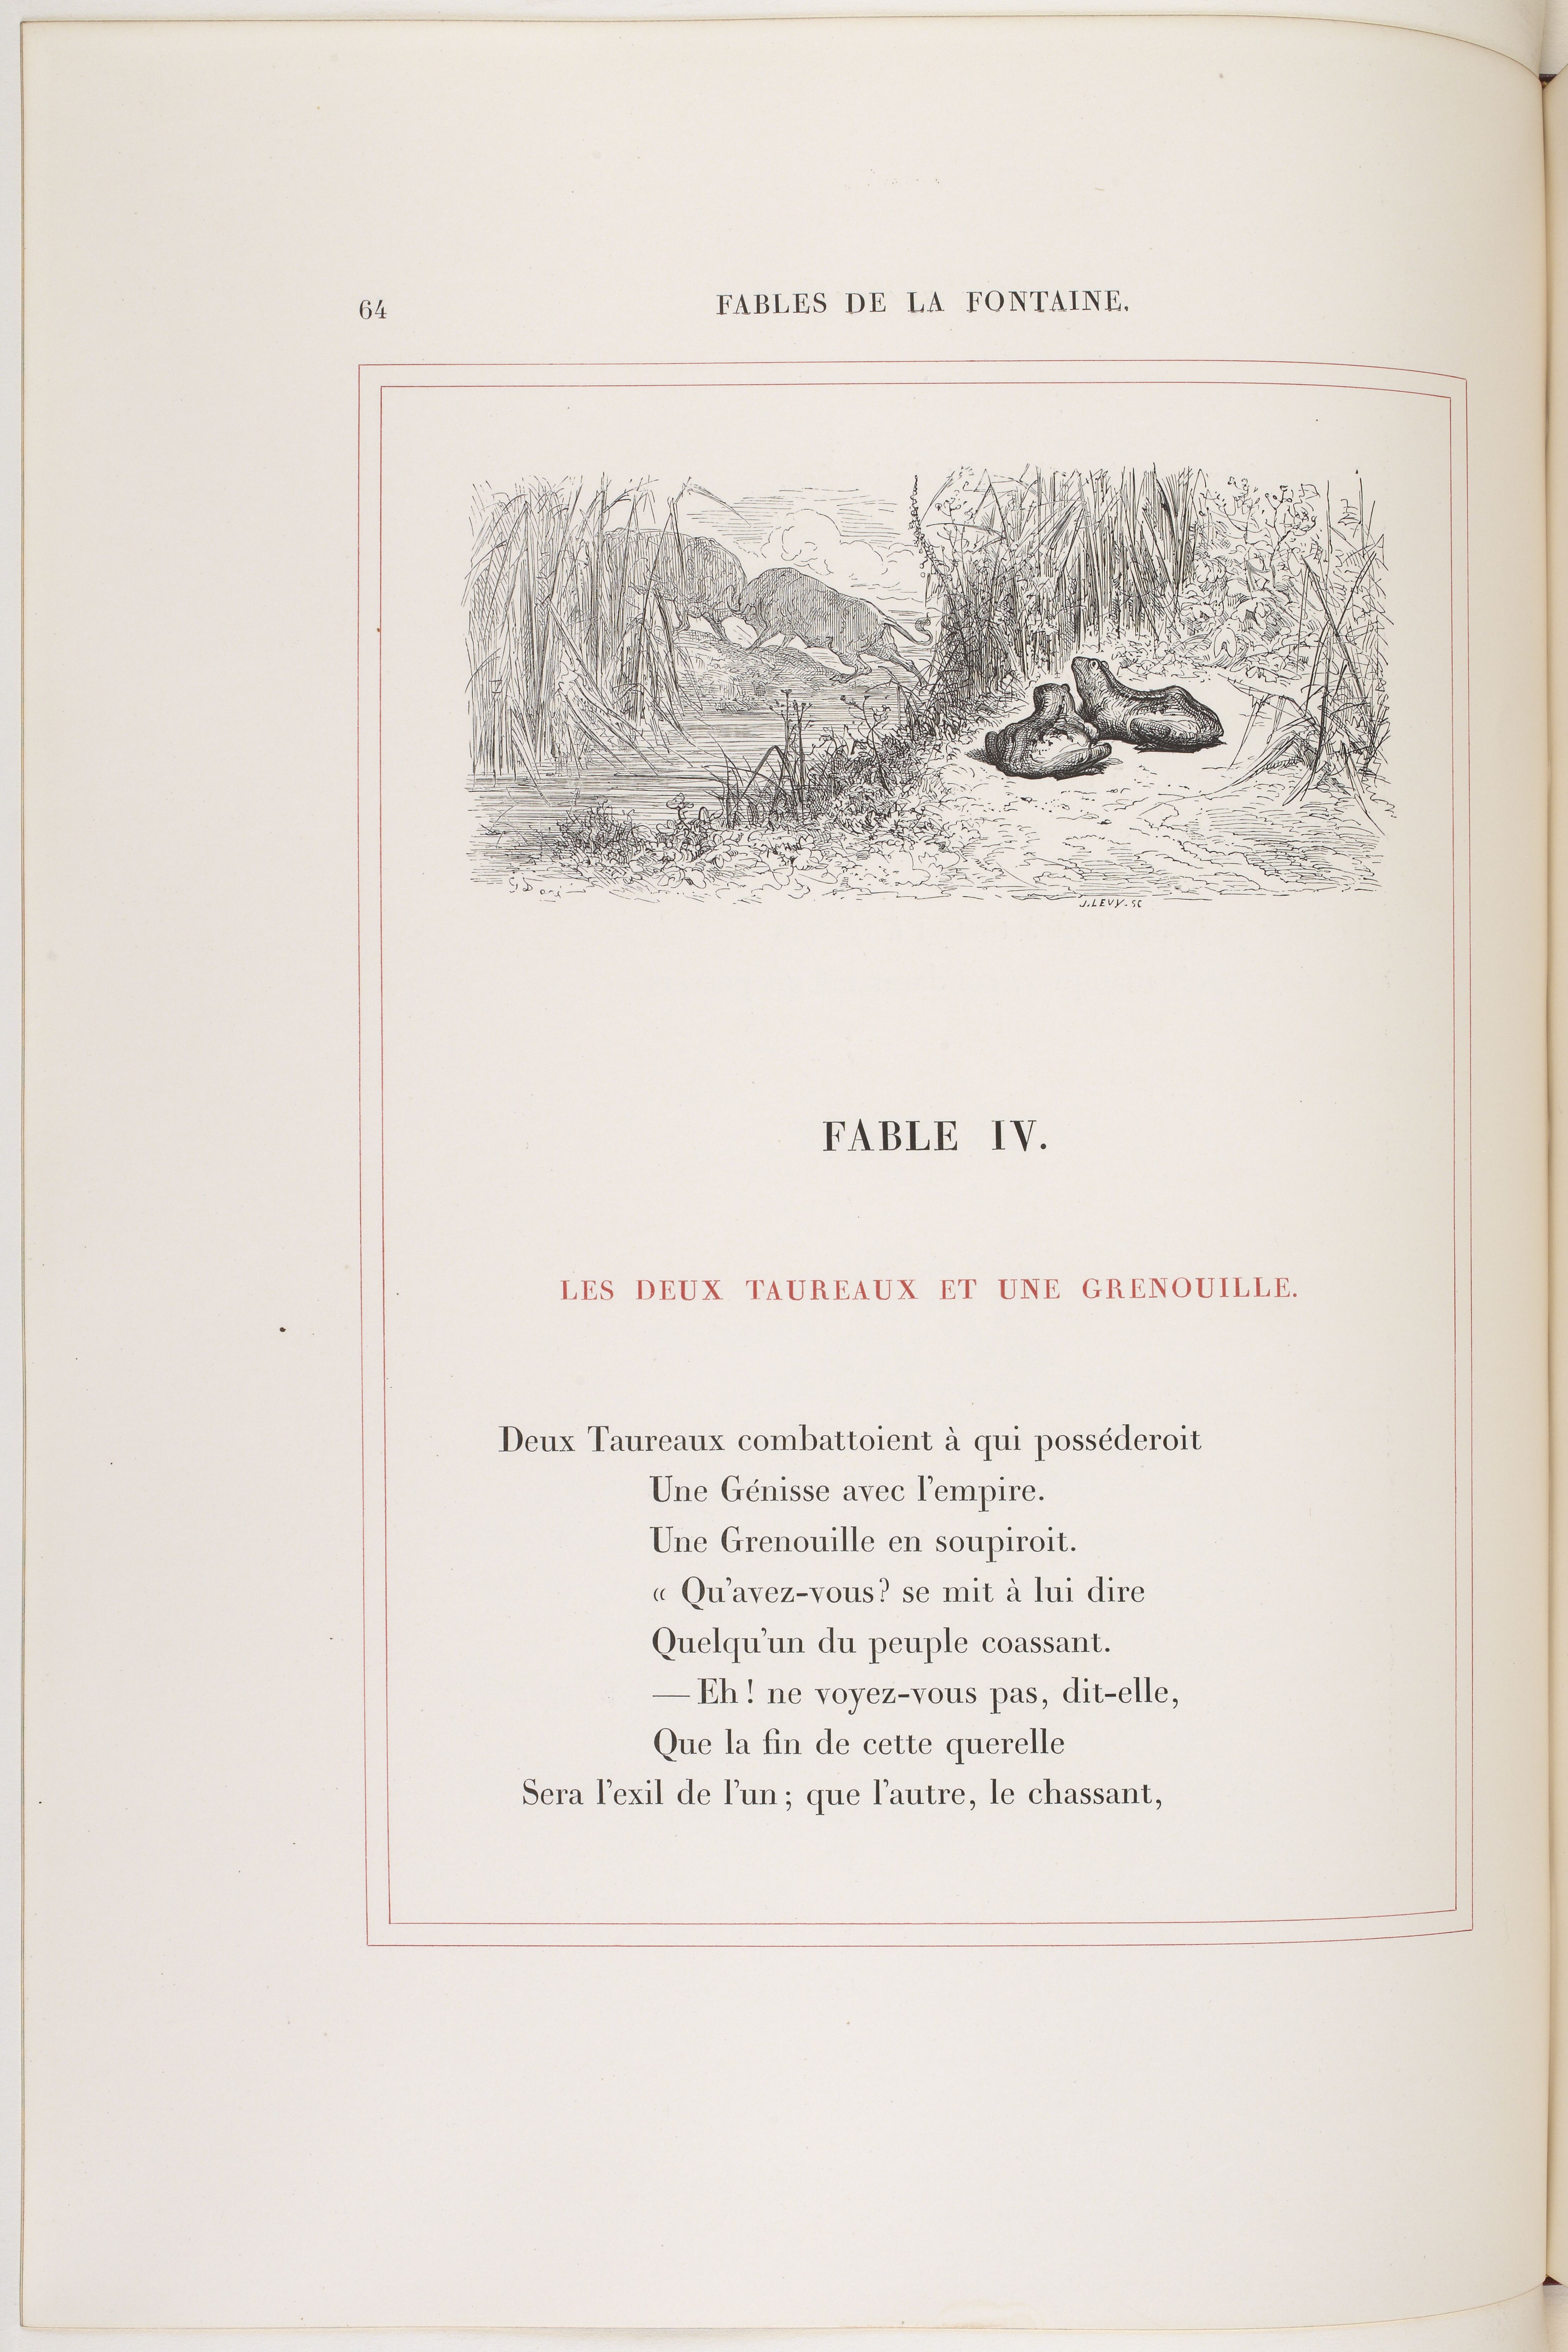 64
FABLES DE LA FONTAINE.
G Doré
J. LEVY. SC
FABLE IV.
LES DEUX TAUREAUX ET UNE GRENOUILLE.
Deux Taureaux combattoient à qui posséderoit
Une Génisse avec l'empire.
Une Grenouille en soupiroit.
« Qu'avez-vous? se mit à lui dire
Quelqu'un du peuple coassant.
— Eh! ne voyez-vous pas, dit-elle,
Que la fin de cette querelle
Sera l'exil de l'un; que l'autre, le chassant,